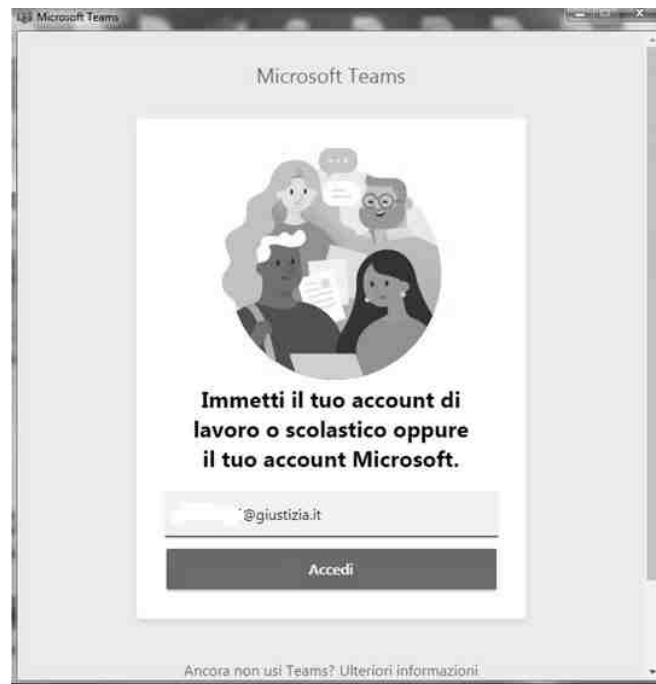 Microsoft Teams
Microsoft Teams
Immetti il tuo account di
lavoro o scolastico oppure
il tuo account Microsoft.
@giustizia.it
Accedi
Ancora non usi Teams? Ulteriori informazioni